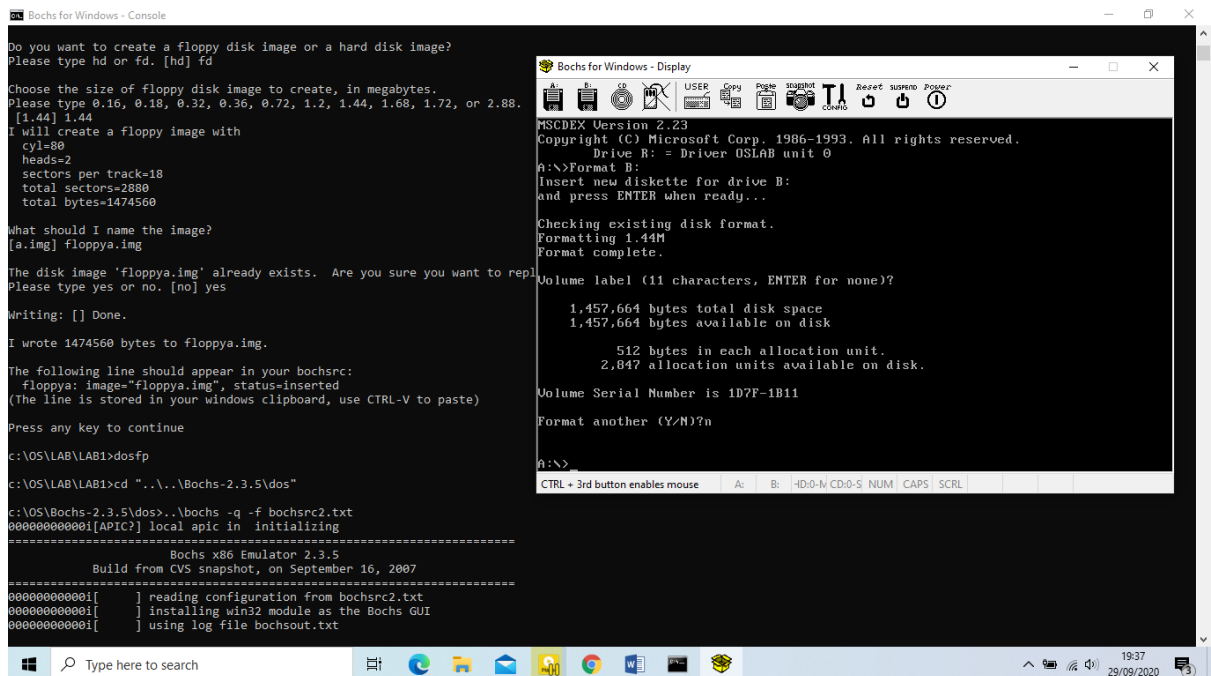 Bochs for Windows - Console
Do you want to create a floppy disk image or a hard disk image?
Please type hd or fd. [hd] fd
Choose the size of floppy disk image to create, in megabytes.
Please type 0.16, 0.18, 0.32, 0.36, 0.72, 1.2, 1.44, 1.68, 1.72, or 2.88.
[1.44] 1.44
I will create a floppy image with
cyl=80
heads=2
sectors per track=18
total sectors=2880
total bytes=1474560
What should I name the image?
[a.img] floppya.img
The disk image 'floppya.img' already exists.  Are you sure you want to repl
Please type yes or no. [no] yes
Writing: [] Done.
I wrote 1474560 bytes to floppya.img.
The following line should appear in your bochsrc:
floppya: image="floppya.img", status=inserted
(The line is stored in your windows clipboard, use CTRL-V to paste)
Press any key to continue
c:\OS\LAB\LAB1>dosfp
c:\OS\LAB\LAB1>cd "..\..\Bochs-2.3.5\dos"
c:\OS\Bochs-2.3.5\dos>..\bochs -q -f bochsrc2.txt
00000000000i[APIC?] local apic in  initializing
========================================================================
Bochs x86 Emulator 2.3.5
Build from CVS snapshot, on September 16, 2007
========================================================================
00000000000i[     ] reading configuration from bochsrc2.txt
00000000000i[     ] installing win32 module as the Bochs GUI
00000000000i[     ] using log file bochsout.txt
Bochs for Windows - Display
A: B: CD USER Copy Paste snapshot CONFIG Reset SUSPEND Power
MSCDEX Version 2.23
Copyright (C) Microsoft Corp. 1986-1993. All rights reserved.
Drive R: = Driver OSLAB unit 0
A:\>Format B:
Insert new diskette for drive B:
and press ENTER when ready...
Checking existing disk format.
Formatting 1.44M
Format complete.
Volume label (11 characters, ENTER for none)?
1,457,664 bytes total disk space
1,457,664 bytes available on disk
512 bytes in each allocation unit.
2,847 allocation units available on disk.
Volume Serial Number is 1D7F-1B11
Format another (Y/N)?n
A:\>_
CTRL + 3rd button enables mouse A: B: HD:0-M CD:0-S NUM CAPS SCRL
Type here to search
19:37
29/09/2020
3